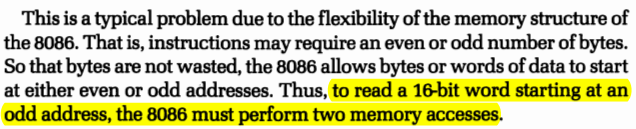 This is a typical problem due to the flexibility of the memory structure of
the 8086. That is, instructions may require an even or odd number of bytes.
So that bytes are not wasted, the 8086 allows bytes or words of data to start
at either even or odd addresses. Thus, to read a 16-bit word starting at an
odd address, the 8086 must perform two memory accesses.